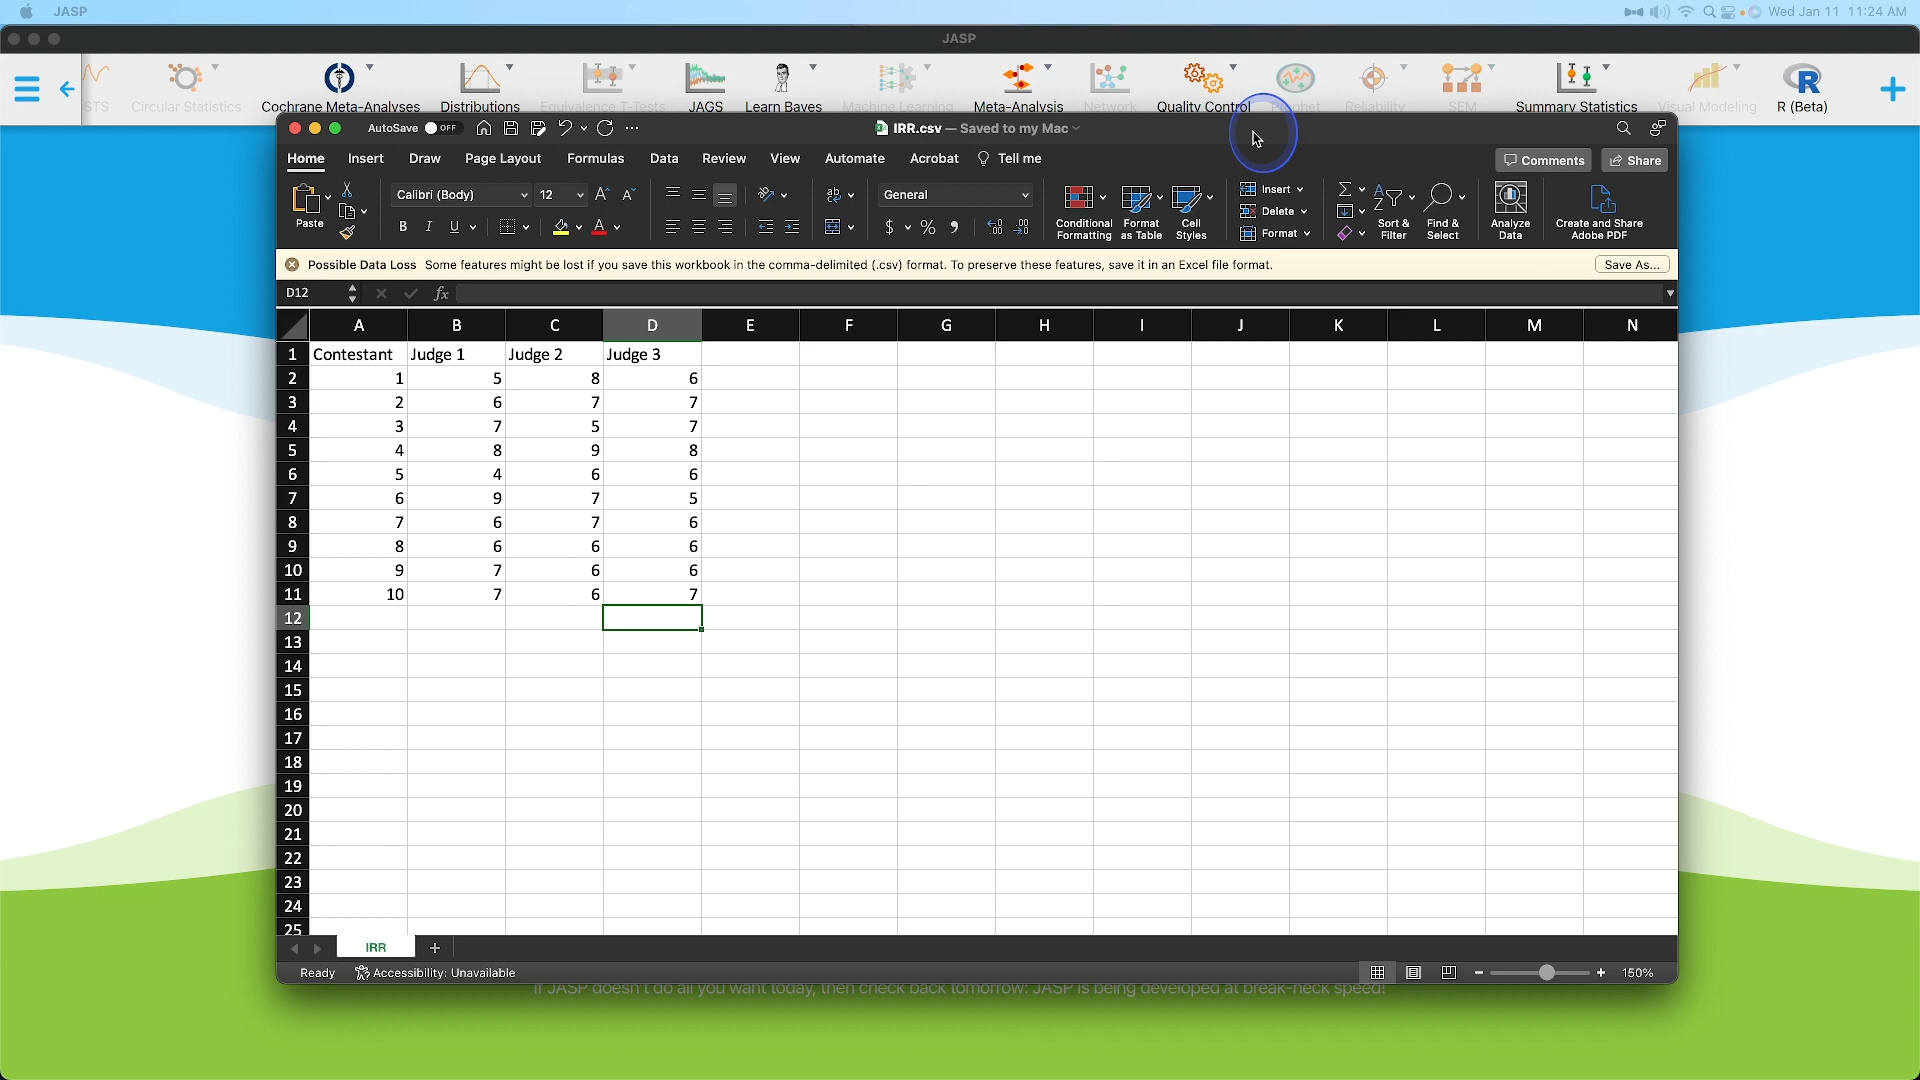 JASP Wed Jan 11 11:24 AM
JASP
STS Circular Statistics Cochrane Meta-Analyses Distributions Equivalence T-Tests JAGS Learn Bayes Machine Learning Meta-Analysis Network Quality Control Prophet Reliability SEM Summary Statistics Visual Modeling R (Beta)
AutoSave OFF IRR.csv — Saved to my Mac
Home Insert Draw Page Layout Formulas Data Review View Automate Acrobat Tell me Comments Share
Paste Calibri (Body) 12 General Conditional Formatting Format as Table Cell Styles Insert Delete Format Sort & Filter Find & Select Analyze Data Create and Share Adobe PDF
Possible Data Loss Some features might be lost if you save this workbook in the comma-delimited (.csv) format. To preserve these features, save it in an Excel file format. Save As...
D12 fx
A B C D E F G H I J K L M N
1 Contestant Judge 1 Judge 2 Judge 3
2 1 5 8 6
3 2 6 7 7
4 3 7 5 7
5 4 8 9 8
6 5 4 6 6
7 6 9 7 5
8 7 6 7 6
9 8 6 6 6
10 9 7 6 6
11 10 7 6 7
12
13
14
15
16
17
18
19
20
21
22
23
24
25
IRR
Ready Accessibility: Unavailable 150%
If JASP doesn't do all you want today, then check back tomorrow: JASP is being developed at break-neck speed!